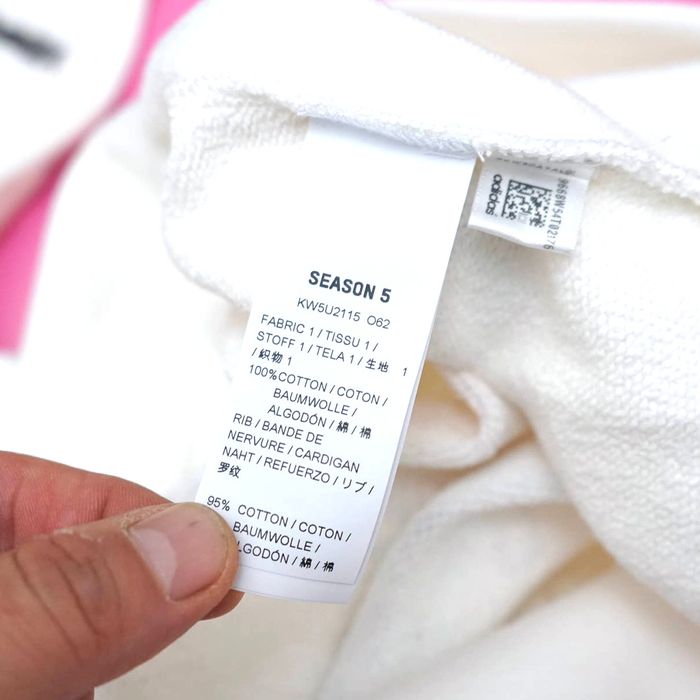 SEASON 5
KW5U2115 O62
FABRIC 1 / TISSU 1 /
STOFF 1 / TELA 1 / 生地 1
/ 织物 1
100%COTTON / COTON /
BAUMWOLLE /
ALGODÓN / 綿 / 棉
RIB / BANDE DE
NERVURE / CARDIGAN
NAHT / REFUERZO / リブ /
罗纹
95% COTTON / COTON /
BAUMWOLLE /
ALGODÓN / 綿 / 棉
adidas